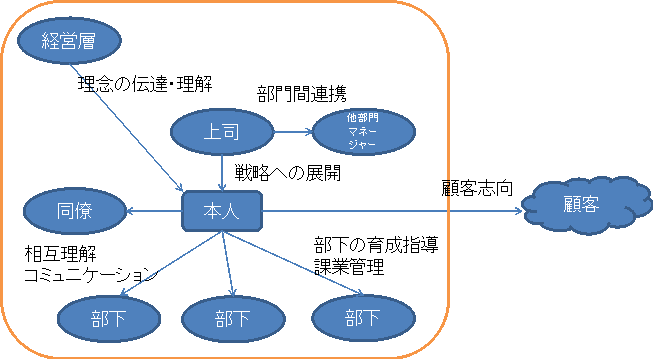 経営層
理念の伝達・理解
部門間連携
上司
他部門
マネー
ジャー
戦略への展開
顧客志向
同僚
本人
顧客
相互理解
コミュニケーション
部下の育成指導
課業管理
部下
部下
部下